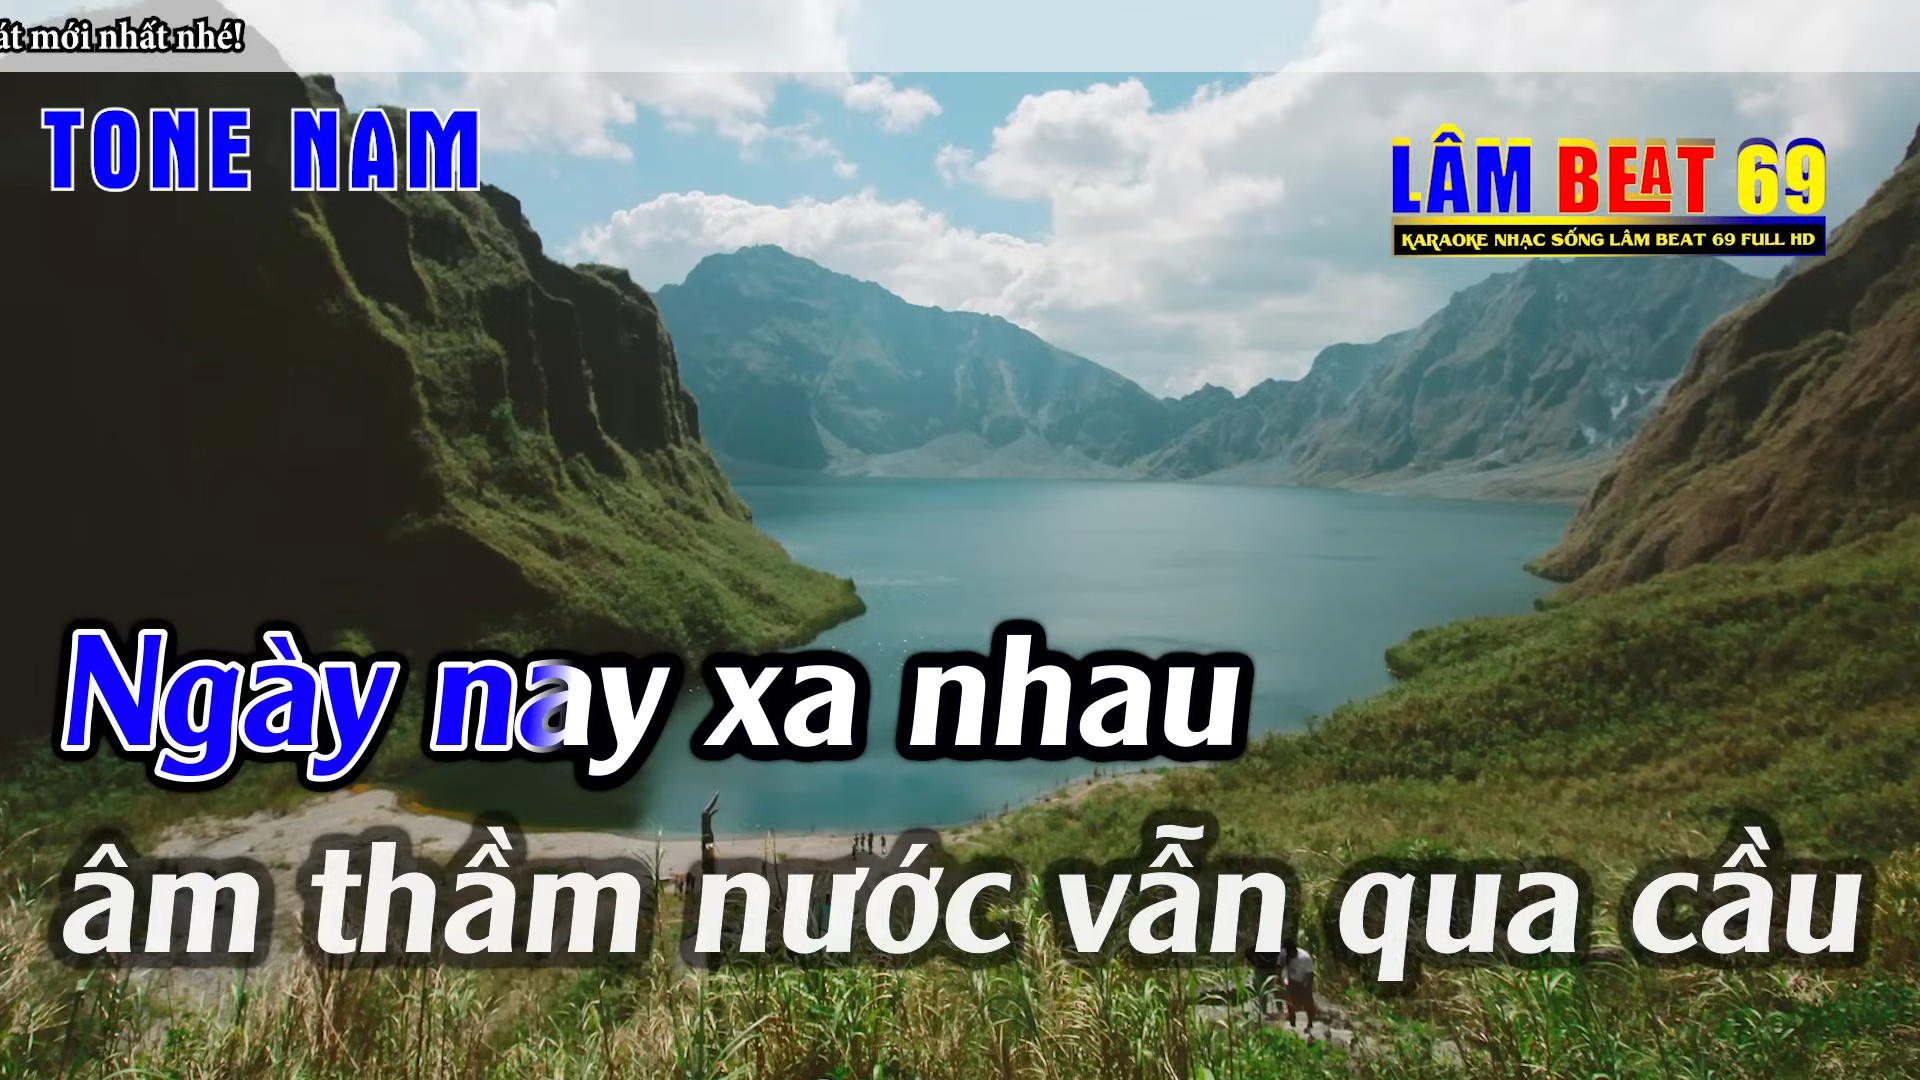 mới nhất nhé!
TONE NAM
LÂM BEAT 69
KARAOKE NHẠC SỐNG LÂM BEAT 69 FULL HD
Ngày nay xa nhau
âm thầm nước vẫn qua cầu